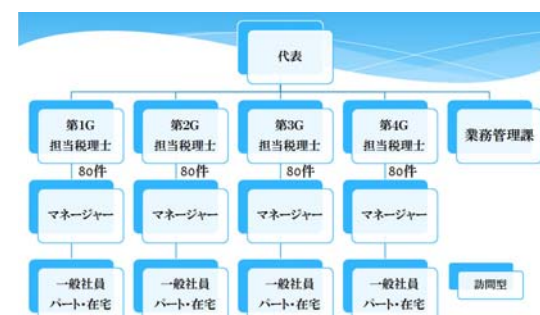 代表
第1G
担当税理士
第2G
担当税理士
第3G
担当税理士
第4G
担当税理士
業務管理課
80件
80件
80件
80件
マネージャー
マネージャー
マネージャー
マネージャー
一般社員
パート・在宅
一般社員
パート・在宅
一般社員
パート・在宅
一般社員
パート・在宅
訪問型